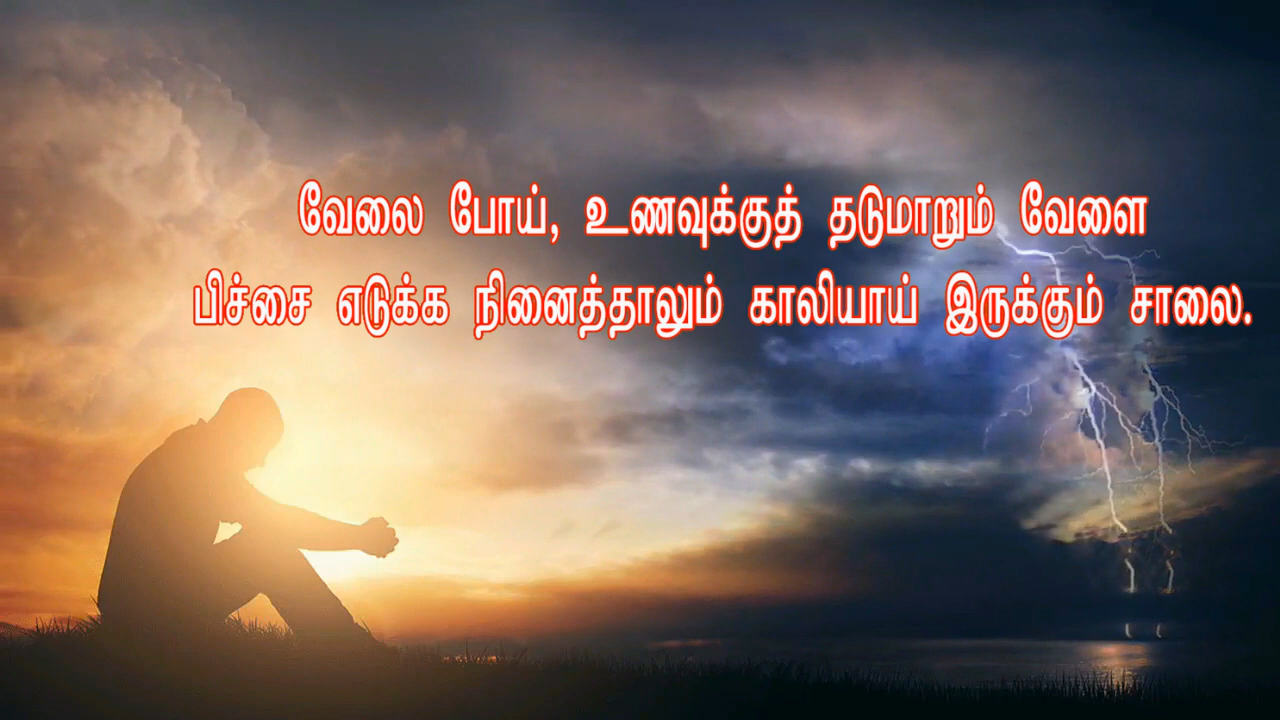 வேலை போய், உணவுக்குத் தடுமாறும் வேளை
பிச்சை எடுக்க நினைத்தாலும் காலியாய் இருக்கும் சாலை.